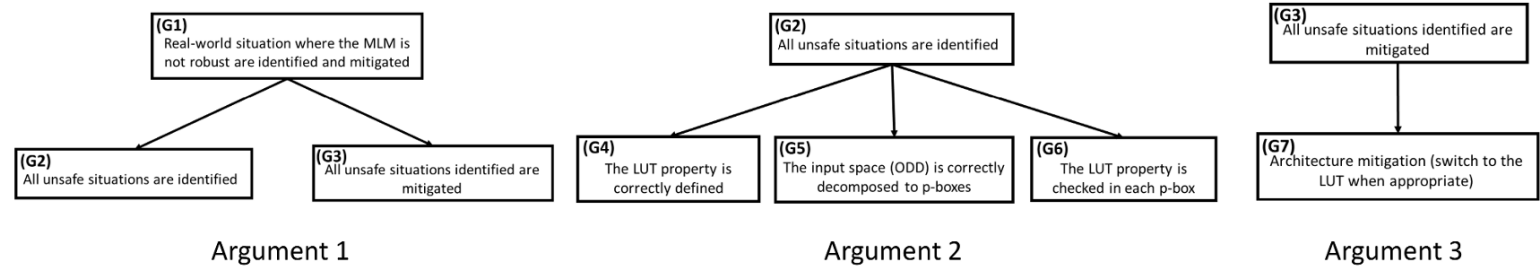 (G1)
Real-world situation where the MLM is
not robust are identified and mitigated
(G2)
All unsafe situations are identified
(G3)
All unsafe situations identified are
mitigated
Argument 1
(G2)
All unsafe situations are identified
(G4)
The LUT property is
correctly defined
(G5)
The input space (ODD) is correctly
decomposed to p-boxes
(G6)
The LUT property is
checked in each p-box
Argument 2
(G3)
All unsafe situations identified are
mitigated
(G7)
Architecture mitigation (switch to the
LUT when appropriate)
Argument 3